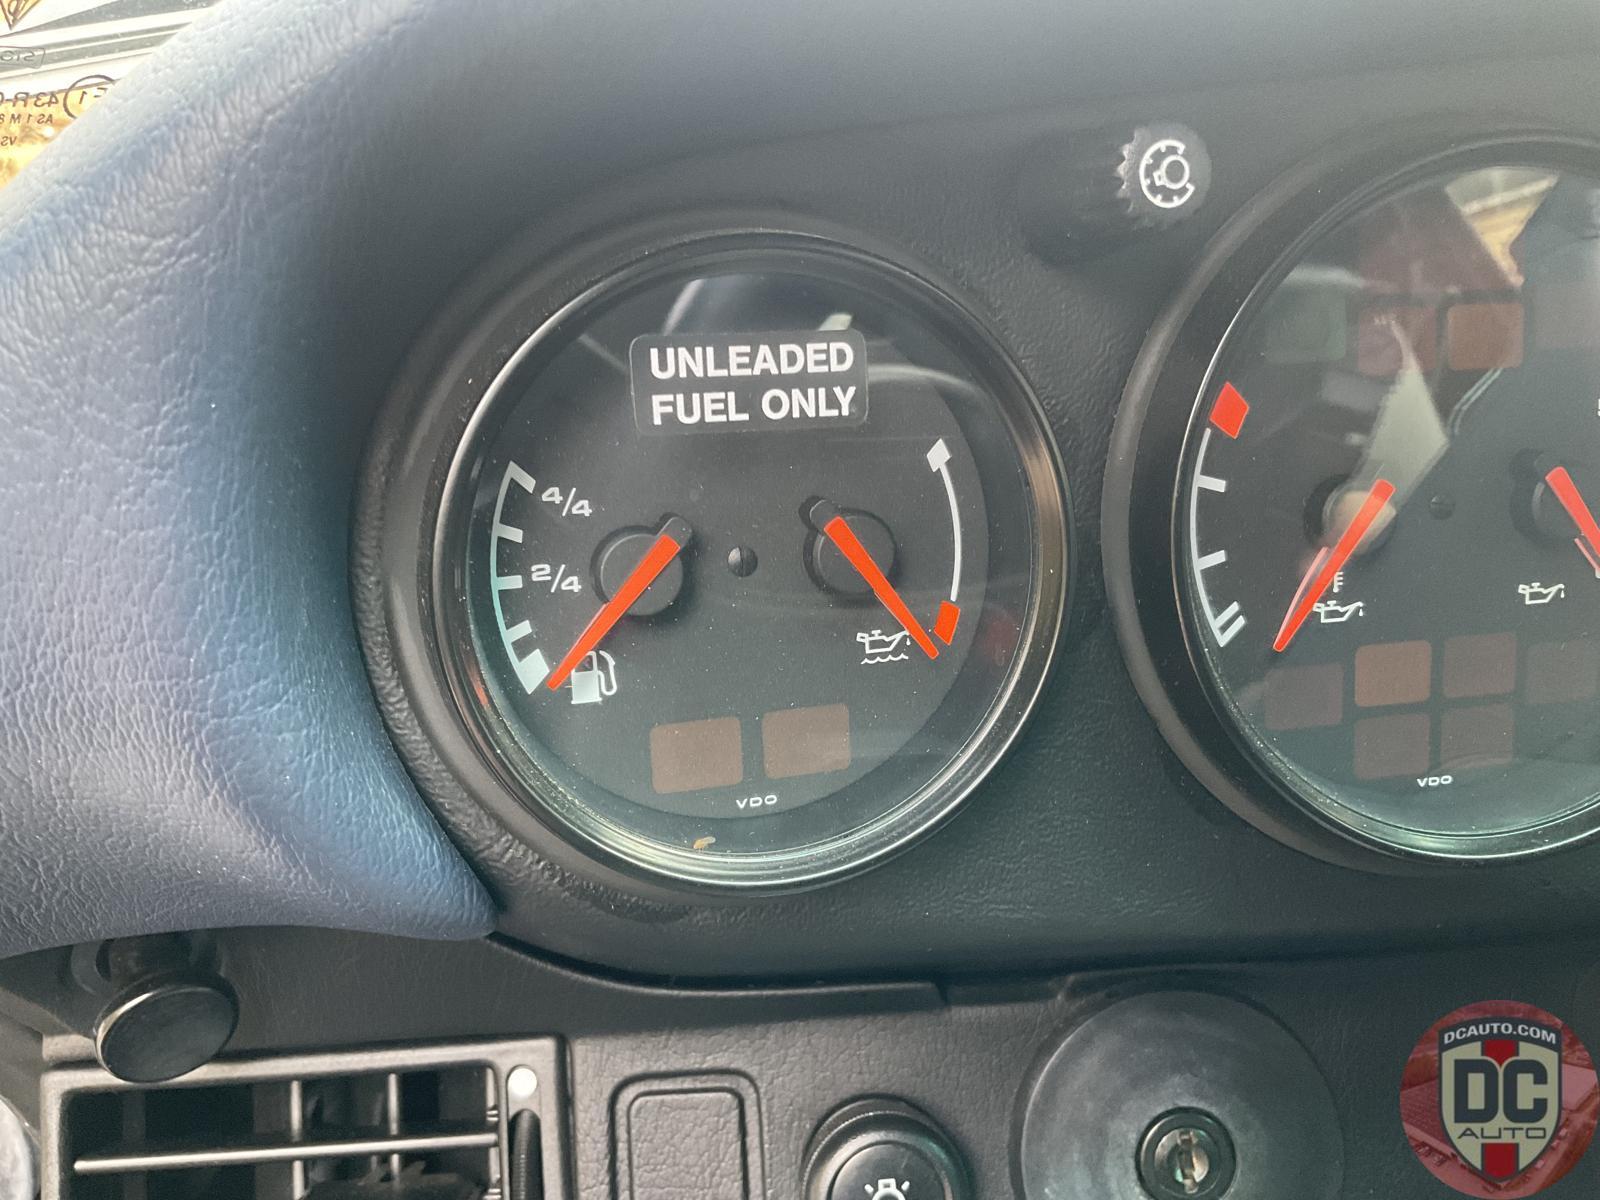 UNLEADED
FUEL ONLY
4/4
2/4
VDO
F
VDO
DCAUTO.COM
DC
AUTO